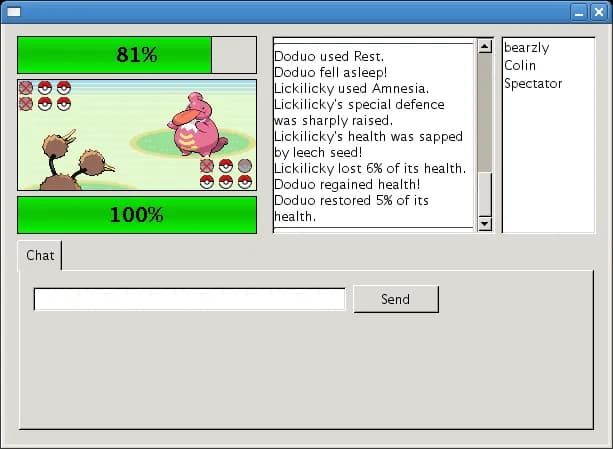 81%
100%
Doduo used Rest.
Doduo fell asleep!
Lickilicky used Amnesia.
Lickilicky's special defence
was sharply raised.
Lickilicky's health was sapped
by leech seed!
Lickilicky lost 6% of its health.
Doduo regained health!
Doduo restored 5% of its
health.
bearzly
Colin
Spectator
Chat
Send